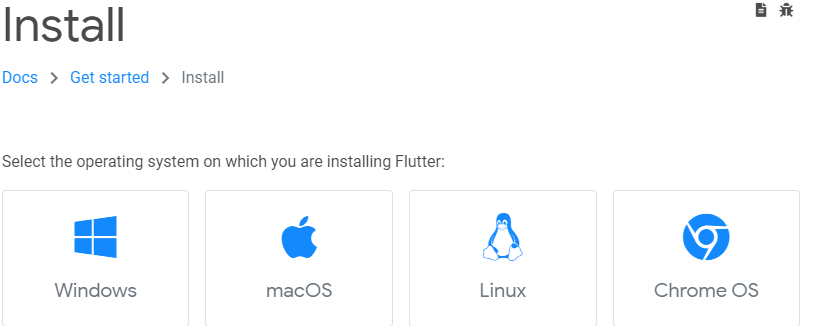 Install
Docs > Get started > Install
Select the operating system on which you are installing Flutter:
Windows
macOS
Linux
Chrome OS